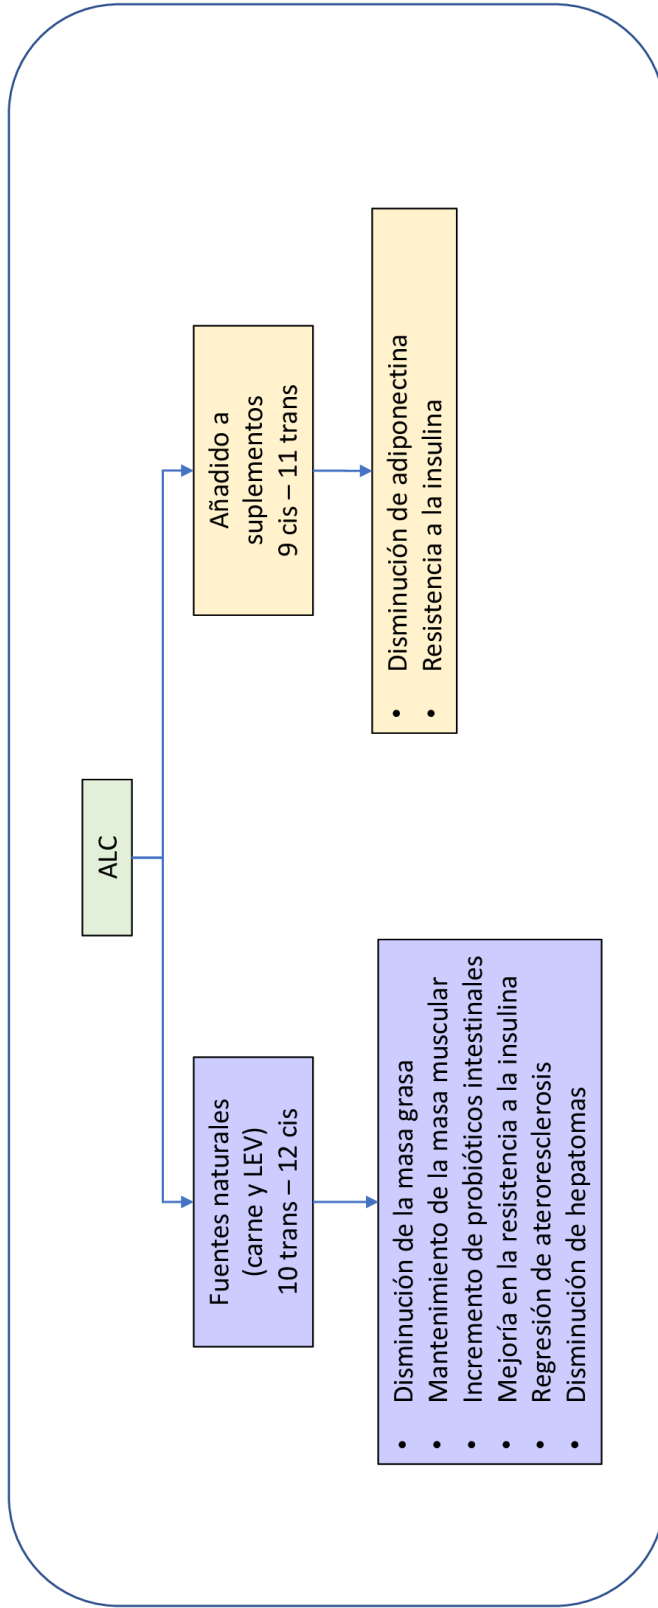 ALC
Fuentes naturales
(carne y LEV)
10 trans – 12 cis
Añadido a
suplementos
9 cis – 11 trans
• Disminución de la masa grasa
• Mantenimiento de la masa muscular
• Incremento de probióticos intestinales
• Mejoría en la resistencia a la insulina
• Regresión de ateroresclerosis
• Disminución de hepatomas
• Disminución de adiponectina
• Resistencia a la insulina